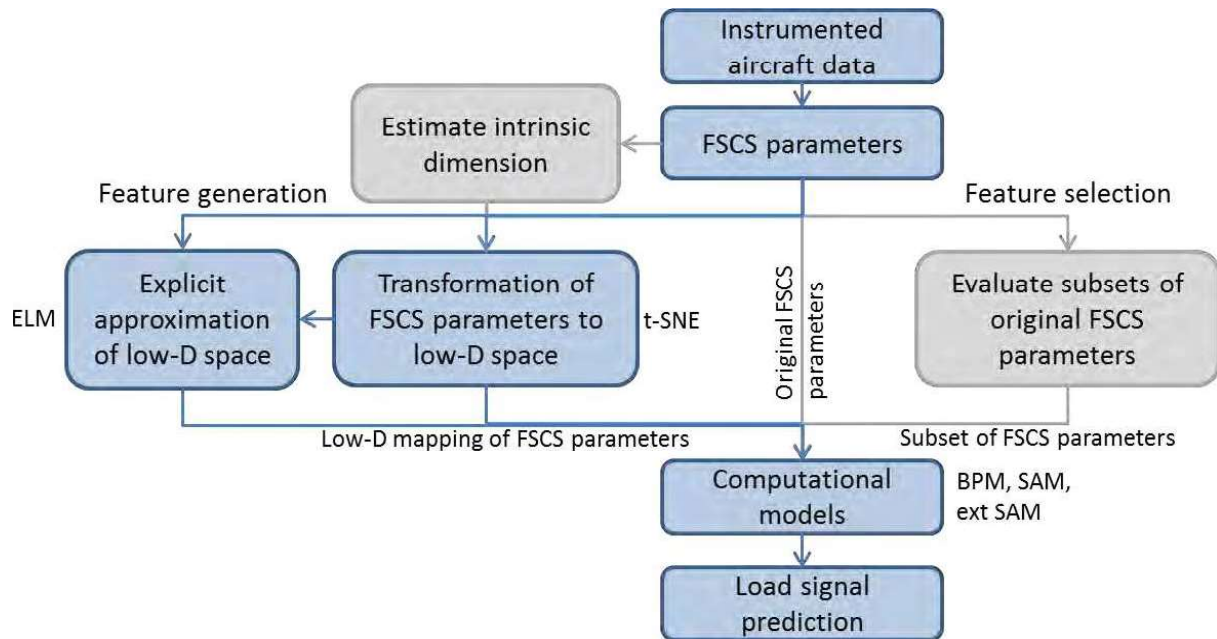 Instrumented
aircraft data
Estimate intrinsic
dimension
FSCS parameters
Feature generation
Feature selection
ELM
Explicit
approximation
of low-D space
Transformation of
FSCS parameters to
low-D space
t-SNE
Original FSCS
parameters
Evaluate subsets of
original FSCS
parameters
Low-D mapping of FSCS parameters
Subset of FSCS parameters
Computational
models
BPM, SAM,
ext SAM
Load signal
prediction